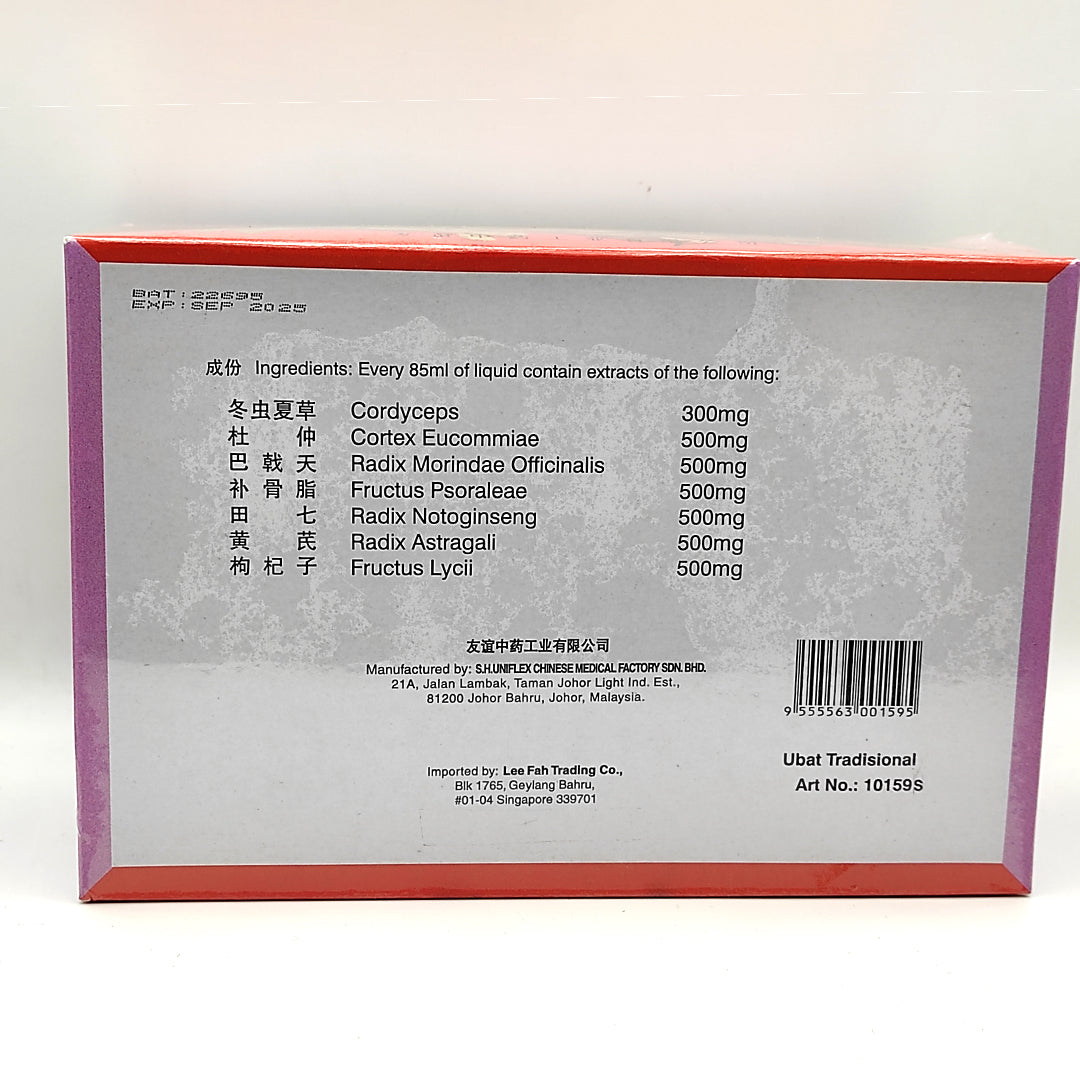 BAT:22595
EXP:SEP 2025
成份 Ingredients: Every 85ml of liquid contain extracts of the following:
冬虫夏草 Cordyceps 300mg
杜仲 Cortex Eucommiae 500mg
巴戟天 Radix Morindae Officinalis 500mg
补骨脂 Fructus Psoraleae 500mg
田七 Radix Notoginseng 500mg
黄芪 Radix Astragali 500mg
枸杞子 Fructus Lycii 500mg
友谊中药工业有限公司
Manufactured by: S.H.UNIFLEX CHINESE MEDICAL FACTORY SDN. BHD.
21A, Jalan Lambak, Taman Johor Light Ind. Est.,
81200 Johor Bahru, Johor, Malaysia.
9 555563 001595
Ubat Tradisional
Art No.: 10159S
Imported by: Lee Fah Trading Co.,
Blk 1765, Geylang Bahru,
#01-04 Singapore 339701